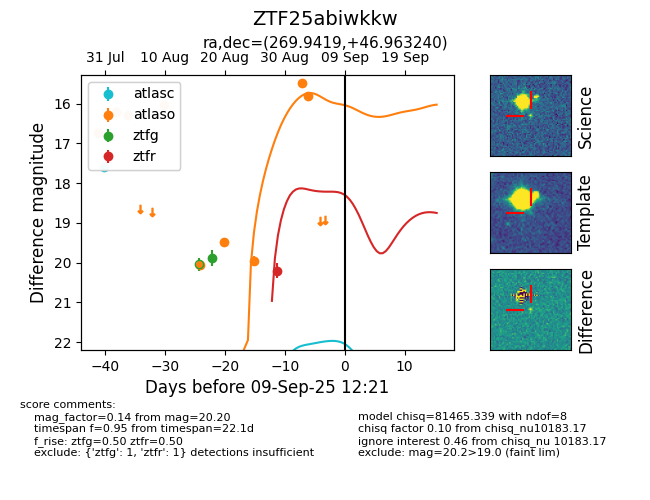 ZTF25abiwkkw
ra,dec=(269.9419,+46.963240)
31 Jul 10 Aug 20 Aug 30 Aug 09 Sep 19 Sep
atlasc
atlaso
ztfg
ztfr
Difference magnitude
16
17
18
19
20
21
22
−40 −30 −20 −10 0 10
Days before 09-Sep-25 12:21
Science
Template
Difference
score comments:
mag_factor=0.14 from mag=20.20
timespan f=0.95 from timespan=22.1d
f_rise: ztfg=0.50 ztfr=0.50
exclude: {'ztfg': 1, 'ztfr': 1} detections insufficient
model chisq=81465.339 with ndof=8
chisq factor 0.10 from chisq_nu10183.17
ignore interest 0.46 from chisq_nu 10183.17
exclude: mag=20.2>19.0 (faint lim)